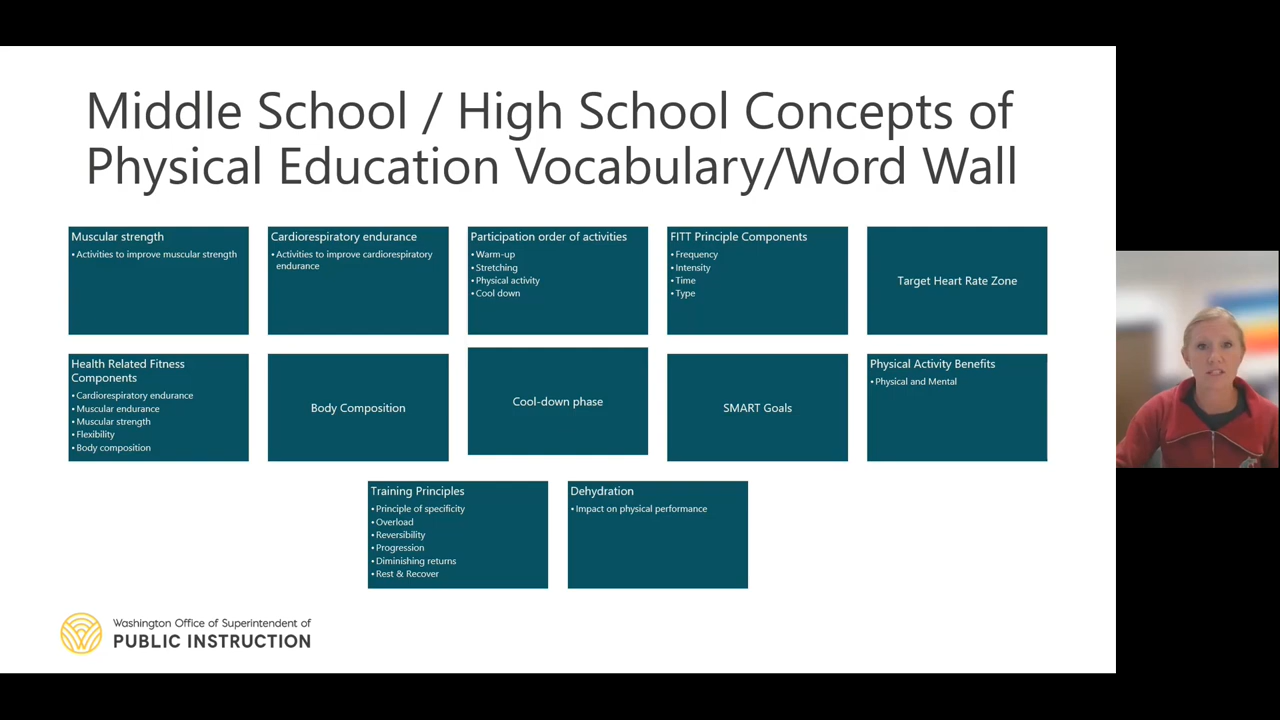 Middle School / High School Concepts of
Physical Education Vocabulary/Word Wall
Muscular strength
• Activities to improve muscular strength
Cardiorespiratory endurance
• Activities to improve cardiorespiratory
endurance
Participation order of activities
• Warm-up
• Stretching
• Physical activity
• Cool down
FITT Principle Components
• Frequency
• Intensity
• Time
• Type
Target Heart Rate Zone
Health Related Fitness
Components
• Cardiorespiratory endurance
• Muscular endurance
• Muscular strength
• Flexibility
• Body composition
Body Composition
Cool-down phase
SMART Goals
Physical Activity Benefits
• Physical and Mental
Training Principles
• Principle of specificity
• Overload
• Reversibility
• Progression
• Diminishing returns
• Rest & Recover
Dehydration
• Impact on physical performance
Washington Office of Superintendent of
PUBLIC INSTRUCTION